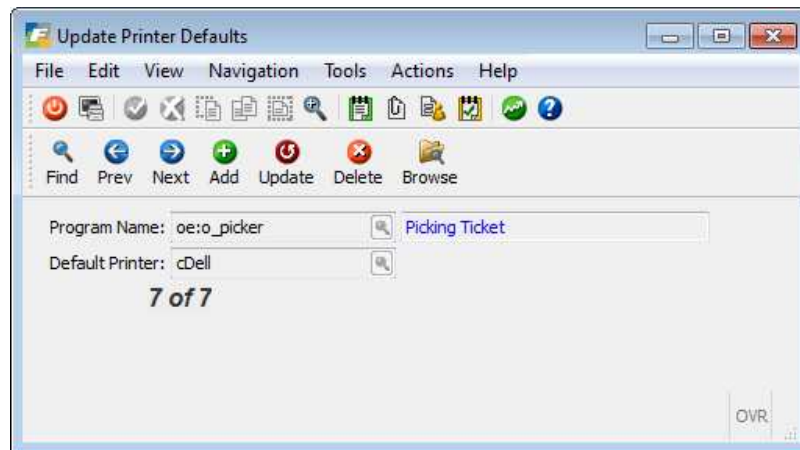 Update Printer Defaults
File Edit View Navigation Tools Actions Help
Find Prev Next Add Update Delete Browse
Program Name: oe:o_picker Picking Ticket
Default Printer: cDell
7 of 7
OVR